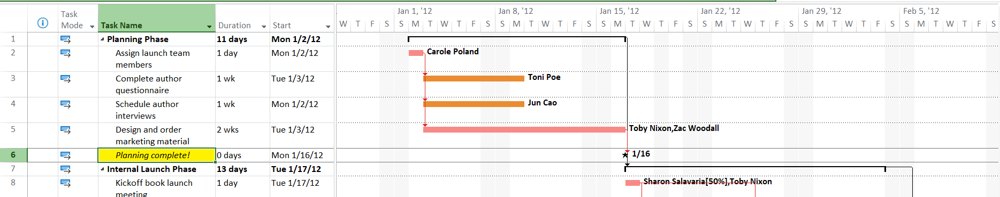 Jan 1, '12 Jan 8, '12 Jan 15, '12 Jan 22, '12 Jan 29, '12 Feb 5, '12
Task Mode Task Name Duration Start
W T F S S M T W T F S S M T W T F S S M T W T F S S M T W T F S S M T W T F S S M T W T F S
1 Planning Phase 11 days Mon 1/2/12
2 Assign launch team 1 day Mon 1/2/12 Carole Poland
members
3 Complete author 1 wk Tue 1/3/12 Toni Poe
questionnaire
4 Schedule author 1 wk Mon 1/2/12 Jun Cao
interviews
5 Design and order 2 wks Tue 1/3/12 Toby Nixon,Zac Woodall
marketing material
6 Planning complete! 0 days Mon 1/16/12 1/16
7 Internal Launch Phase 13 days Tue 1/17/12
8 Kickoff book launch 1 day Tue 1/17/12 Sharon Salavaria[50%],Toby Nixon
meeting